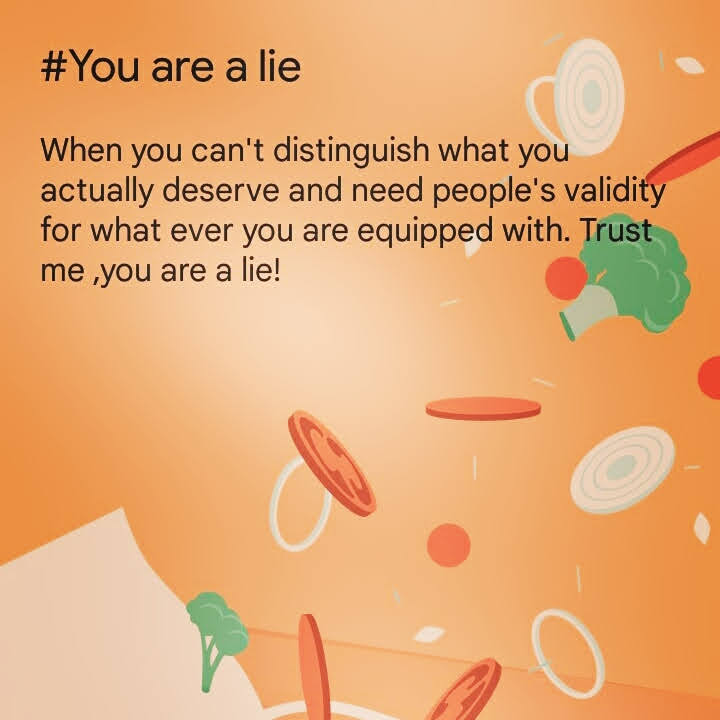 #You are a lie
When you can't distinguish what you
actually deserve and need people's validity
for what ever you are equipped with. Trust
me ,you are a lie!